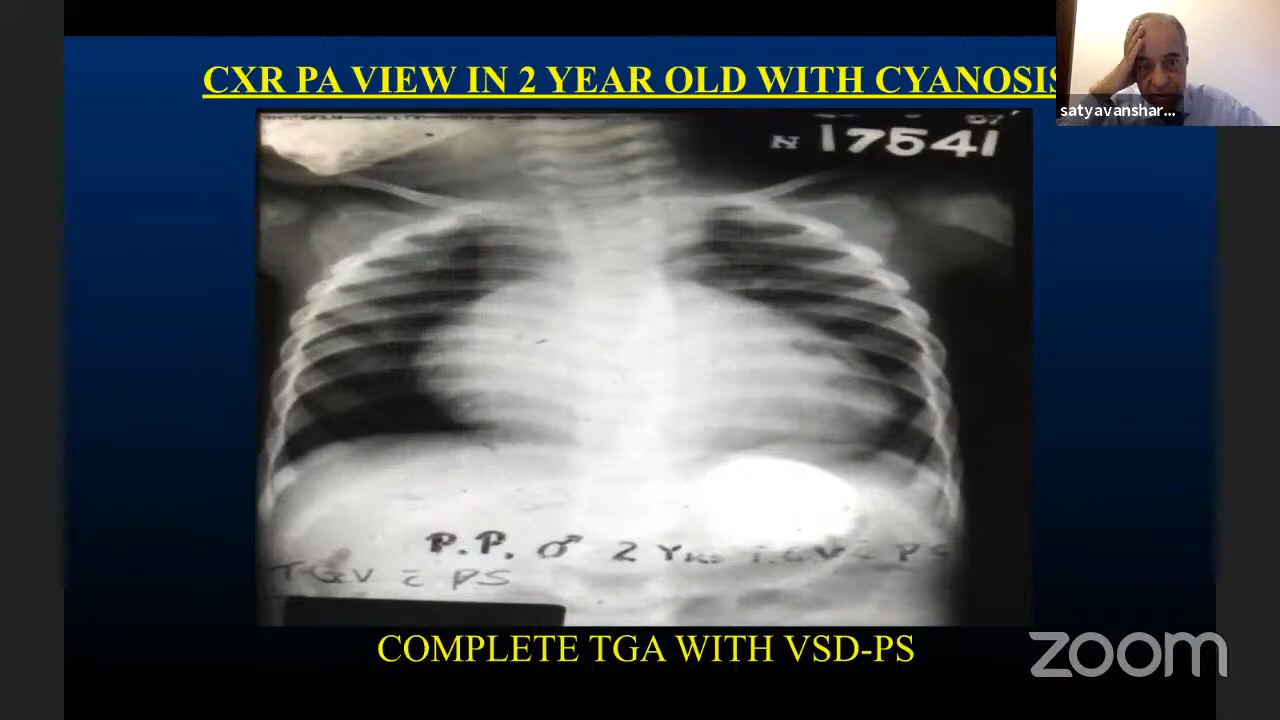 CXR PA VIEW IN 2 YEAR OLD WITH CYANOSIS
satyavanshar...
N 17541
P.P. ♂ 2 Yrs T.G.V c̄ PS
TGV c̄ PS
COMPLETE TGA WITH VSD-PS
zoom